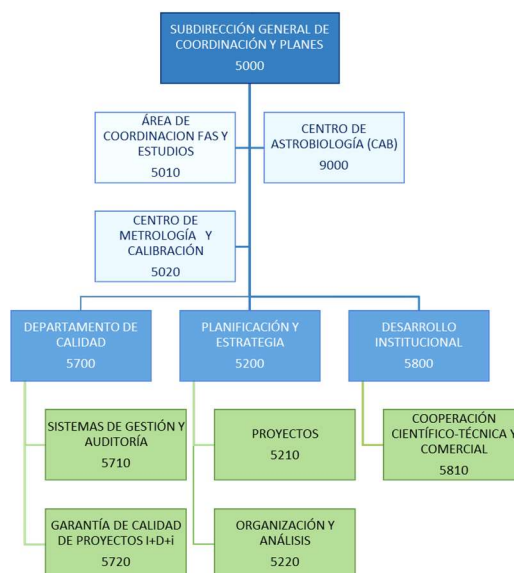 SUBDIRECCIÓN GENERAL DE
COORDINACIÓN Y PLANES
5000
ÁREA DE
COORDINACION FAS Y
ESTUDIOS
5010
CENTRO DE
ASTROBIOLOGÍA (CAB)
9000
CENTRO DE
METROLOGÍA Y
CALIBRACIÓN
5020
DEPARTAMENTO DE
CALIDAD
5700
PLANIFICACIÓN Y
ESTRATEGIA
5200
DESARROLLO
INSTITUCIONAL
5800
SISTEMAS DE GESTIÓN Y
AUDITORÍA
5710
PROYECTOS
5210
COOPERACIÓN
CIENTÍFICO-TÉCNICA Y
COMERCIAL
5810
GARANTÍA DE CALIDAD
DE PROYECTOS I+D+i
5720
ORGANIZACIÓN Y
ANÁLISIS
5220